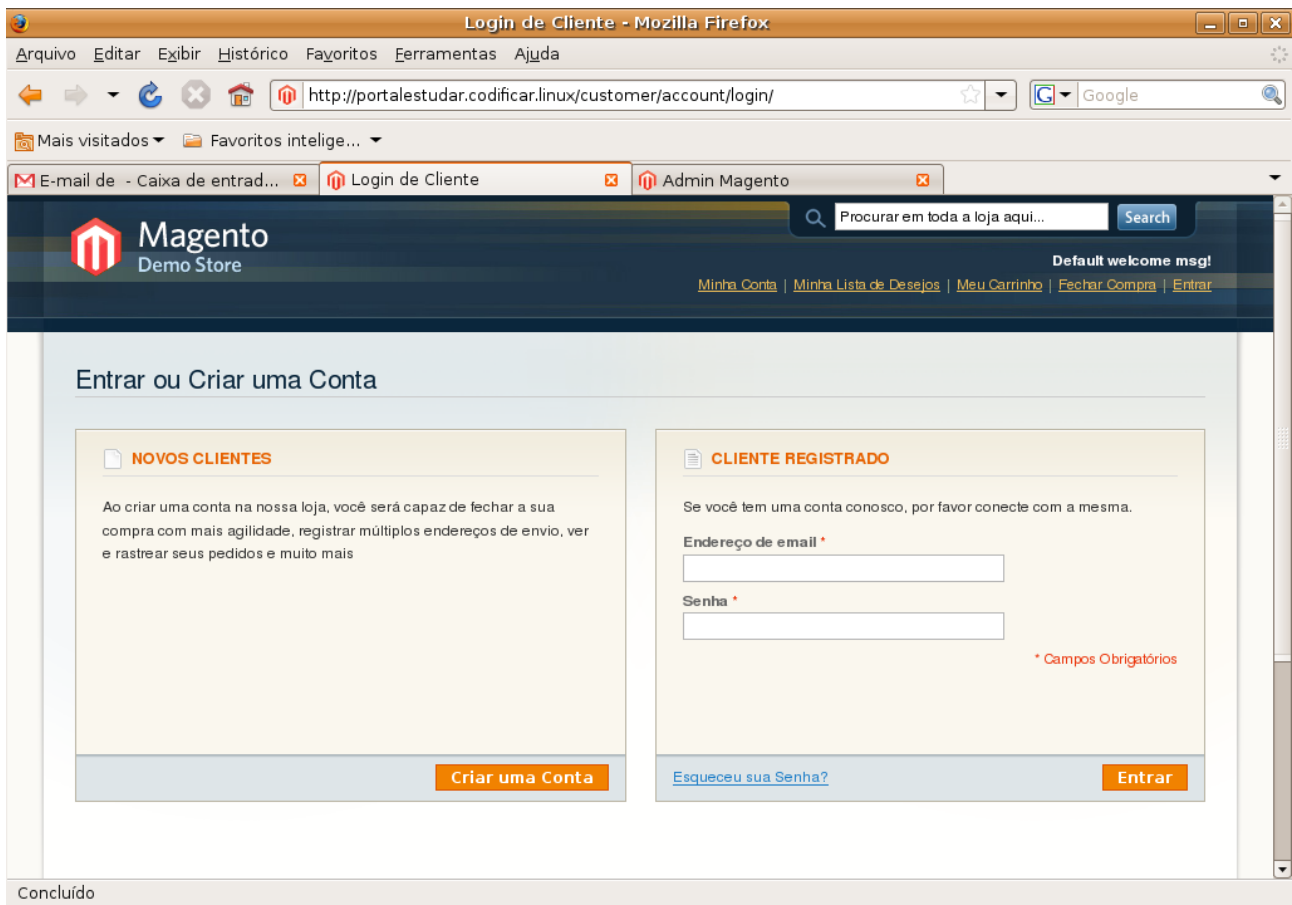 Login de Cliente - Mozilla Firefox
Arquivo Editar Exibir Histórico Favoritos Ferramentas Ajuda
http://portalestudar.codificar.linux/customer/account/login/
G Google
Mais visitados Favoritos intelige...
E-mail de - Caixa de entrad... Login de Cliente Admin Magento
Magento
Demo Store
Procurar em toda a loja aqui... Search
Default welcome msg!
Minha Conta | Minha Lista de Desejos | Meu Carrinho | Fechar Compra | Entrar
Entrar ou Criar uma Conta
NOVOS CLIENTES
Ao criar uma conta na nossa loja, você será capaz de fechar a sua
compra com mais agilidade, registrar múltiplos endereços de envio, ver
e rastrear seus pedidos e muito mais
Criar uma Conta
CLIENTE REGISTRADO
Se você tem uma conta conosco, por favor conecte com a mesma.
Endereço de email *
Senha *
* Campos Obrigatórios
Esqueceu sua Senha?
Entrar
Concluído